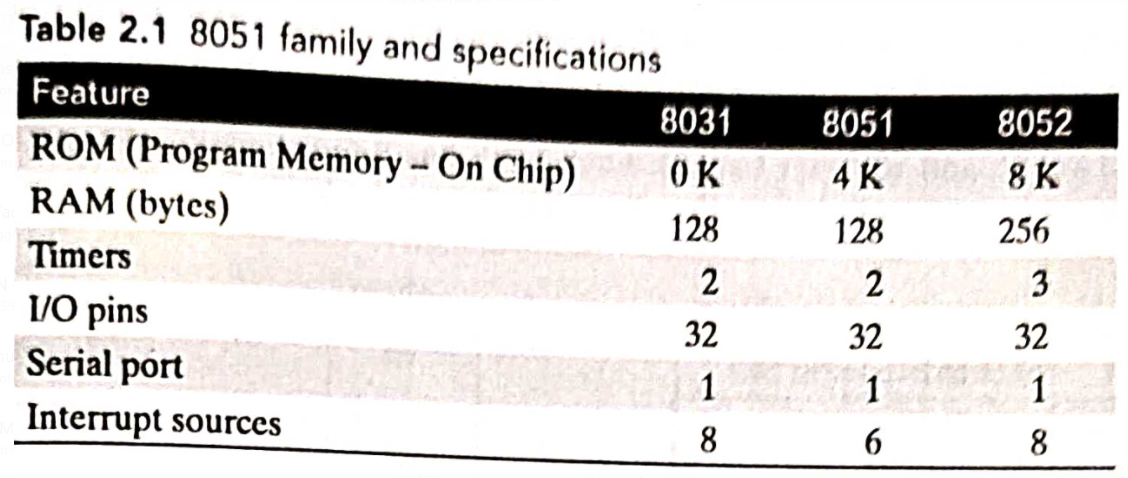 Table 2.1 8051 family and specifications
Feature 8031 8051 8052
ROM (Program Memory – On Chip) 0 K 4 K 8 K
RAM (bytes) 128 128 256
Timers 2 2 3
I/O pins 32 32 32
Serial port 1 1 1
Interrupt sources 8 6 8